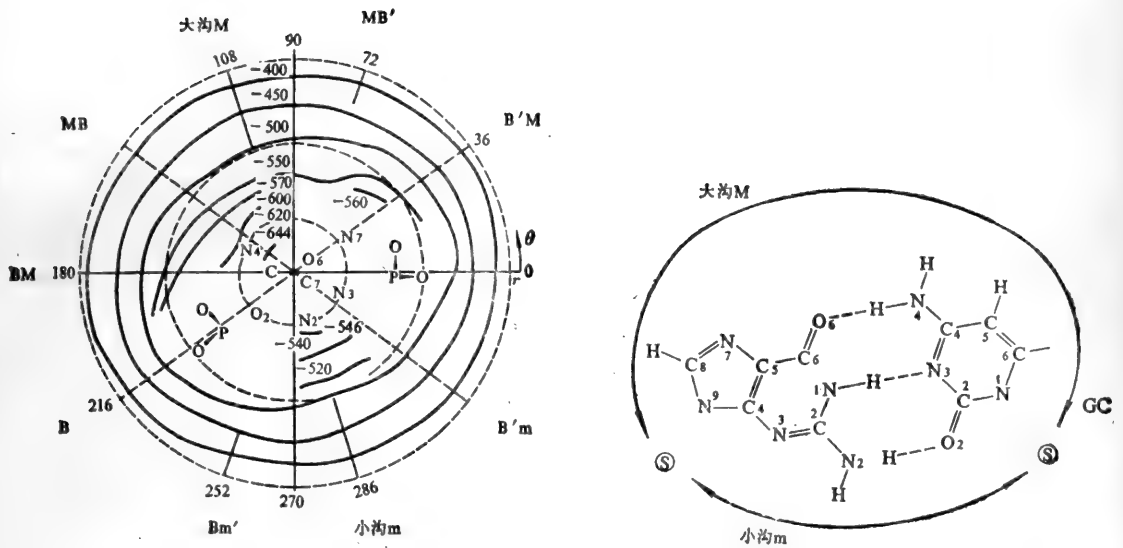 大沟M
MB′
90
108
72
-400
-450
-500
-550
-570
-600
-620
-644
-560
MB
B′M
36
N4
N7
O6
O
P
O
θ
BM
180
C
C7
0
N3
O2
N2
-546
-540
-520
O
P
O
216
B
B′m
252
270
286
Bm′
小沟m
大沟M
H
H
O6
H
N
4
N
7
C
4
C
5
H
C
8
C
5
C
6
C
6
N
3
1
N
H
N
9
C
4
C
2
1
N
GC
N
3
C
2
O2
H
N2
H
Ⓢ
Ⓢ
小沟m